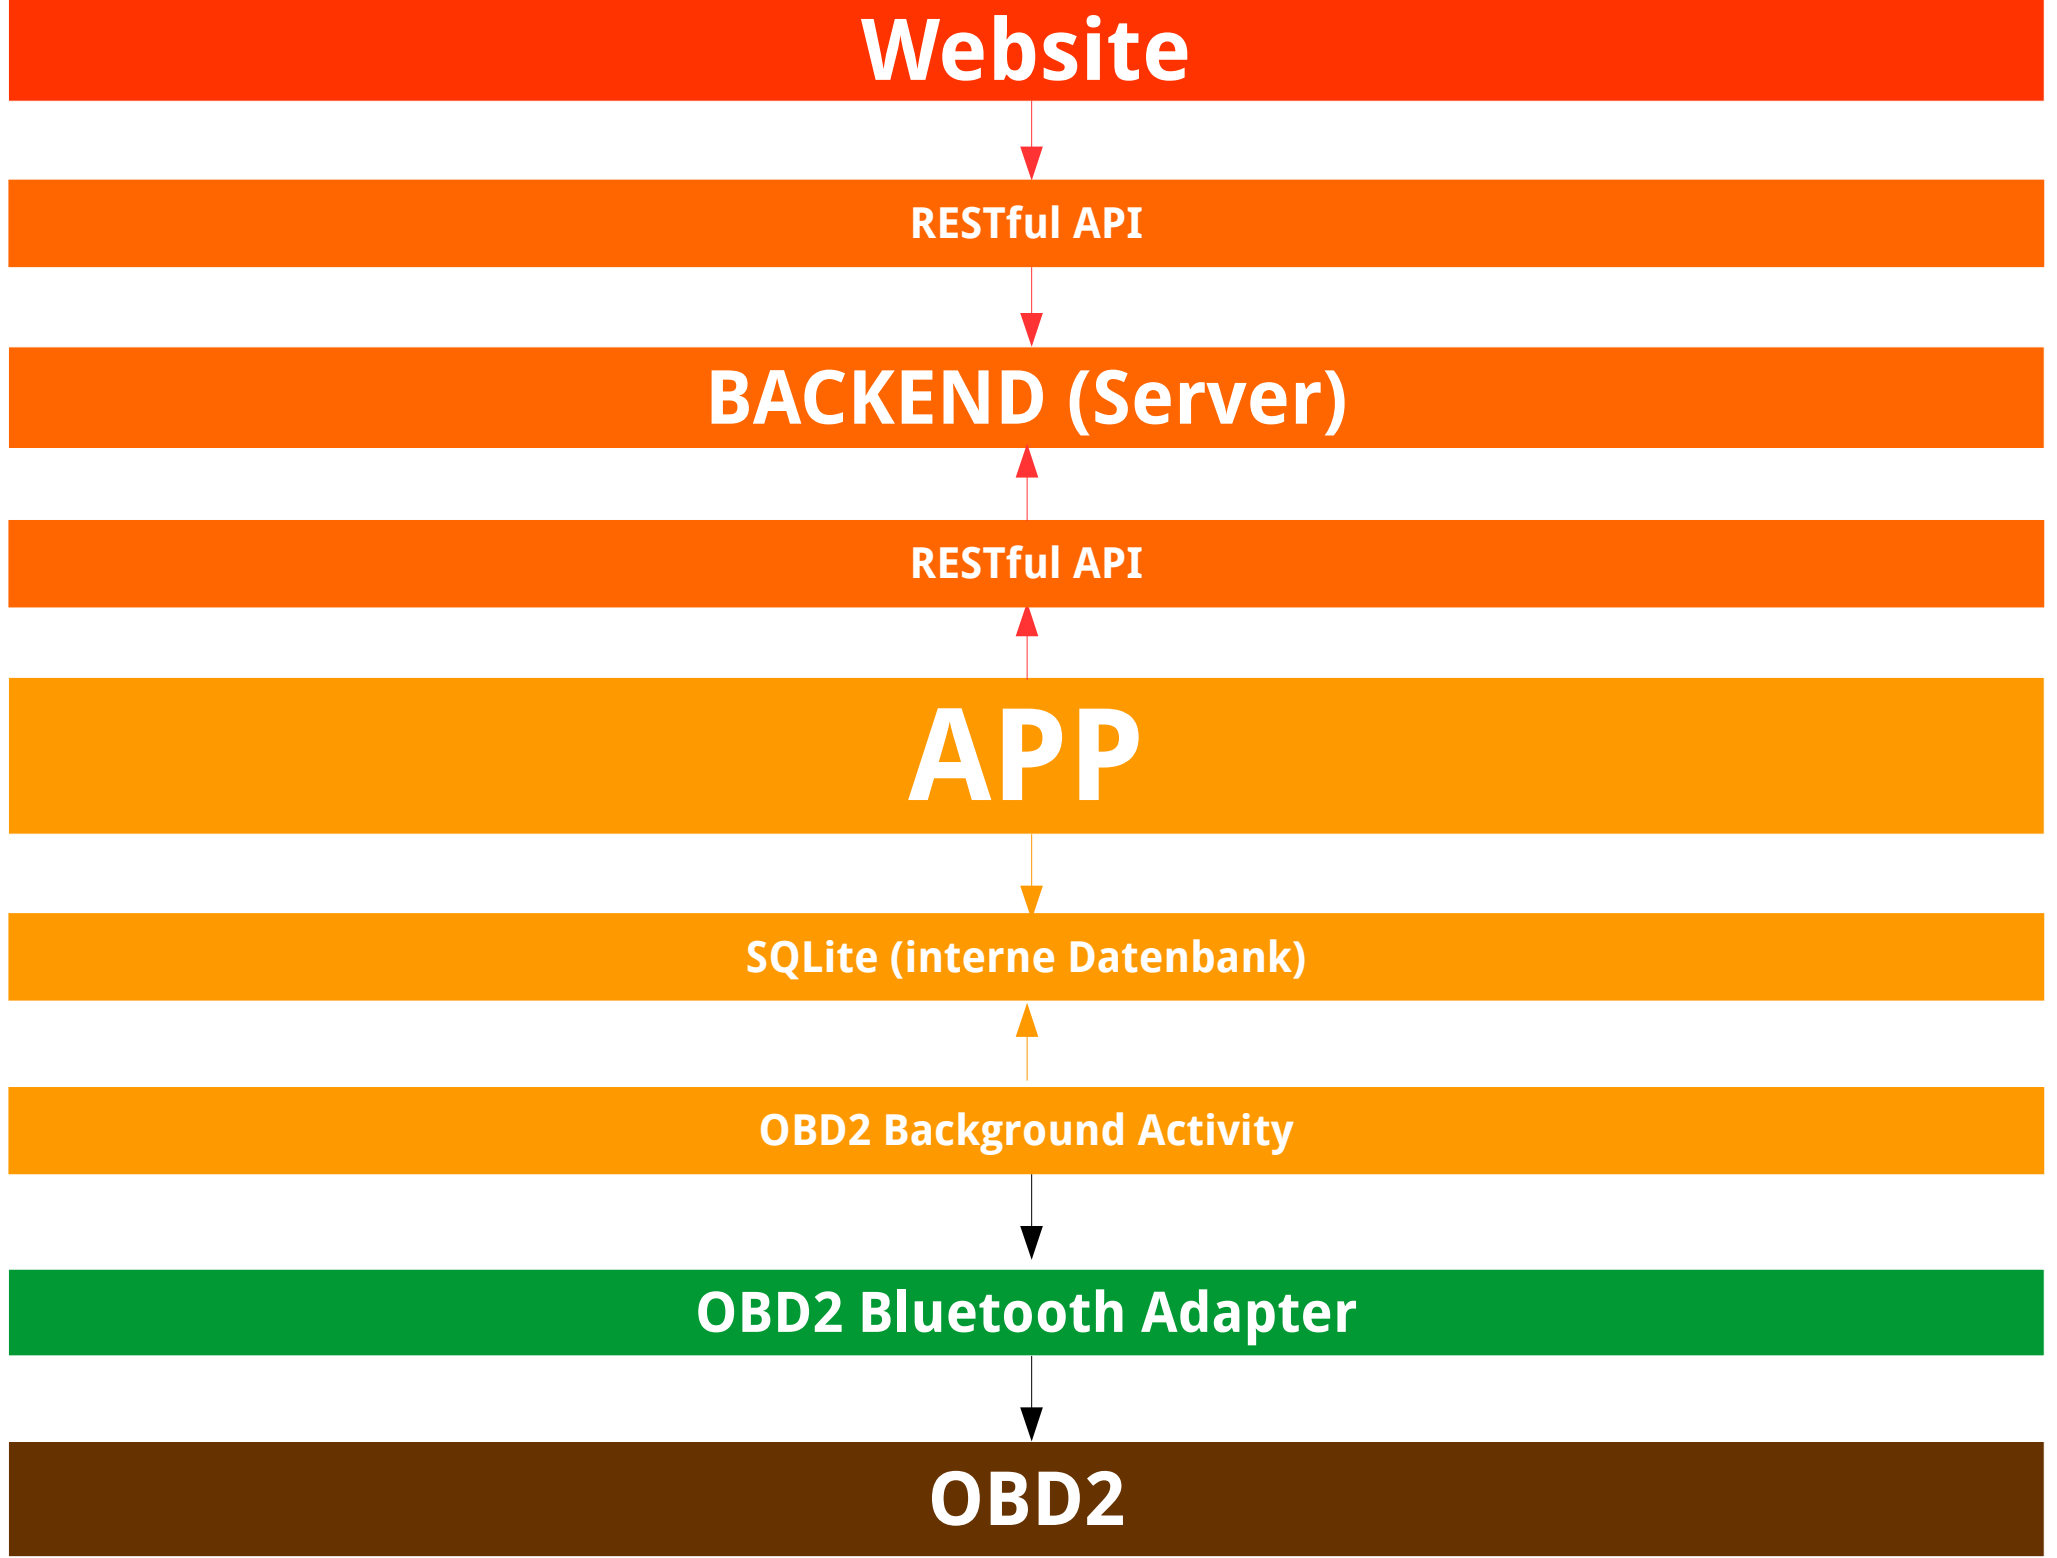 Website
RESTful API
BACKEND (Server)
RESTful API
APP
SQLite (interne Datenbank)
OBD2 Background Activity
OBD2 Bluetooth Adapter
OBD2